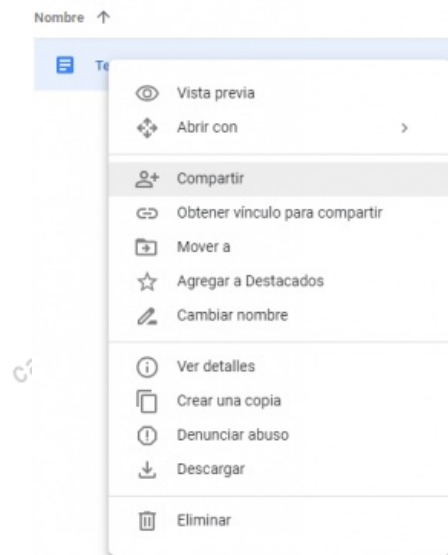 Nombre
Te
Vista previa
Abrir con
Compartir
Obtener vínculo para compartir
Mover a
Agregar a Destacados
Cambiar nombre
Ver detalles
Crear una copia
Denunciar abuso
Descargar
Eliminar